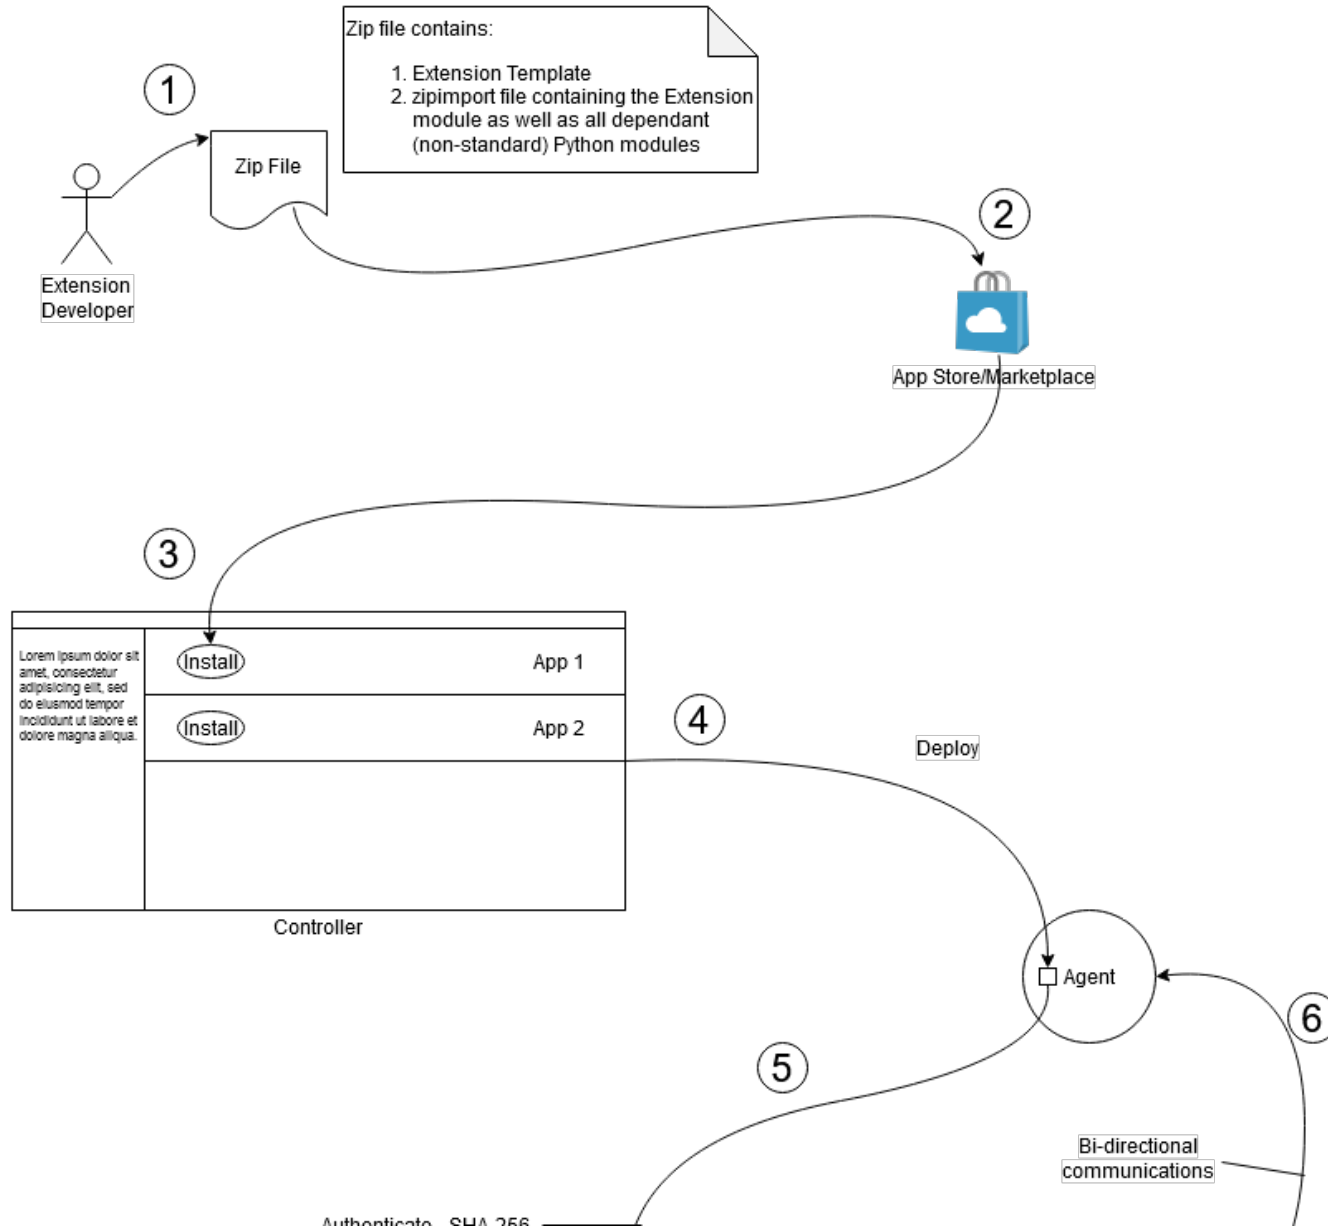 Zip file contains:
1. Extension Template
2. zipimport file containing the Extension
module as well as all dependant
(non-standard) Python modules
1
Zip File
2
Extension
Developer
App Store/Marketplace
3
Lorem ipsum dolor sit
amet, consectetur
adipisicing elit, sed
do eiusmod tempor
incididunt ut labore et
dolore magna aliqua.
Install
App 1
Install
App 2
4
Deploy
Controller
Agent
6
5
Bi-directional
communications
Authenticate - SHA 256